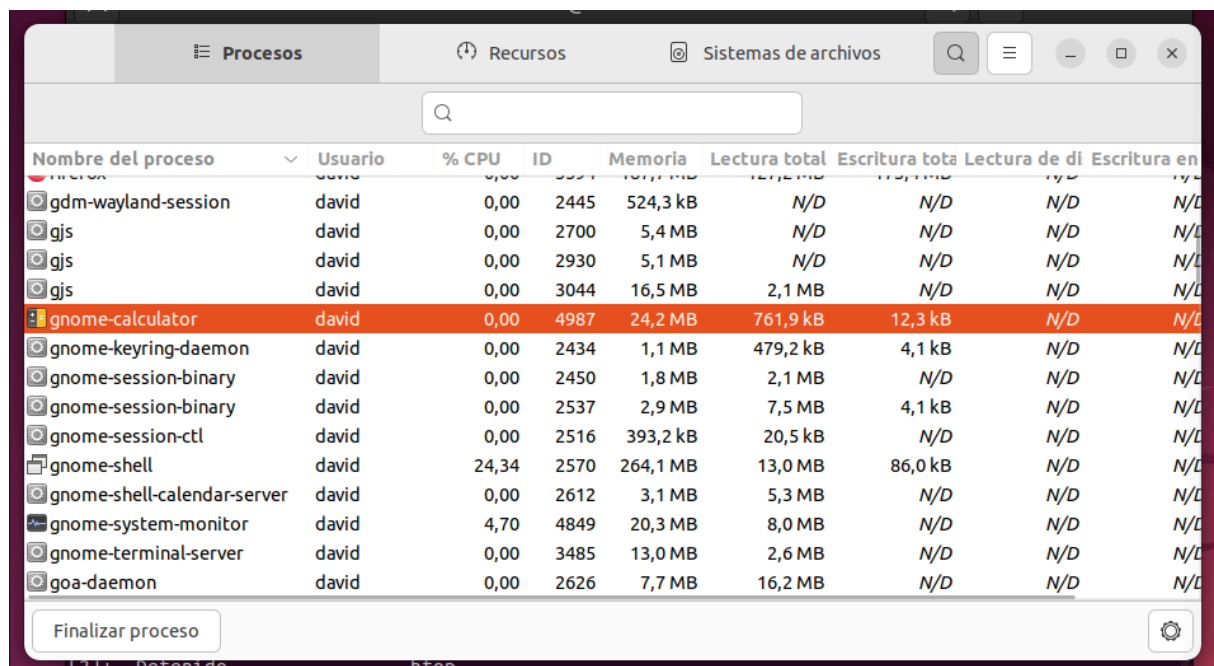 Procesos Recursos Sistemas de archivos
Nombre del proceso Usuario % CPU ID Memoria Lectura total Escritura tota Lectura de di Escritura en
gdm-wayland-session david 0,00 2445 524,3 kB N/D N/D N/D N/D
gjs david 0,00 2700 5,4 MB N/D N/D N/D N/D
gjs david 0,00 2930 5,1 MB N/D N/D N/D N/D
gjs david 0,00 3044 16,5 MB 2,1 MB N/D N/D N/D
gnome-calculator david 0,00 4987 24,2 MB 761,9 kB 12,3 kB N/D N/D
gnome-keyring-daemon david 0,00 2434 1,1 MB 479,2 kB 4,1 kB N/D N/D
gnome-session-binary david 0,00 2450 1,8 MB 2,1 MB N/D N/D N/D
gnome-session-binary david 0,00 2537 2,9 MB 7,5 MB 4,1 kB N/D N/D
gnome-session-ctl david 0,00 2516 393,2 kB 20,5 kB N/D N/D N/D
gnome-shell david 24,34 2570 264,1 MB 13,0 MB 86,0 kB N/D N/D
gnome-shell-calendar-server david 0,00 2612 3,1 MB 5,3 MB N/D N/D N/D
gnome-system-monitor david 4,70 4849 20,3 MB 8,0 MB N/D N/D N/D
gnome-terminal-server david 0,00 3485 13,0 MB 2,6 MB N/D N/D N/D
goa-daemon david 0,00 2626 7,7 MB 16,2 MB N/D N/D N/D
Finalizar proceso